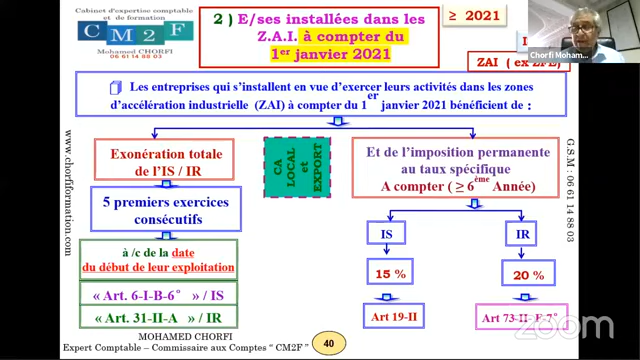 Cabinet d'expertise comptable
et de formation
CM2F
Mohamed CHORFI
06 61 14 88 03
2 ) E/ses installées dans les
Z.A.I. à compter du
1er janvier 2021
≥ 2021
ZAI ( ex ZFE)
Chorfi Moham...
Les entreprises qui s'installent en vue d'exercer leurs activités dans les zones
d'accélération industrielle (ZAI) à compter du 1er janvier 2021 bénéficient de :
Exonération totale
de l'IS / IR
5 premiers exercices
consécutifs
à /c de la date
du début de leur exploitation
« Art. 6-I-B-6° » / IS
« Art. 31-II-A » / IR
CA
LOCAL
et
EXPORT
Et de l'imposition permanente
au taux spécifique
A compter ( ≥ 6ème Année)
IS
IR
15 %
20 %
Art 19-II
Art 73-II-F-7°
www.chorfiformation.com
G.S.M : 06 61 14 88 03
MOHAMED CHORFI
Expert Comptable – Commissaire aux Comptes " CM2F "
40
zoom